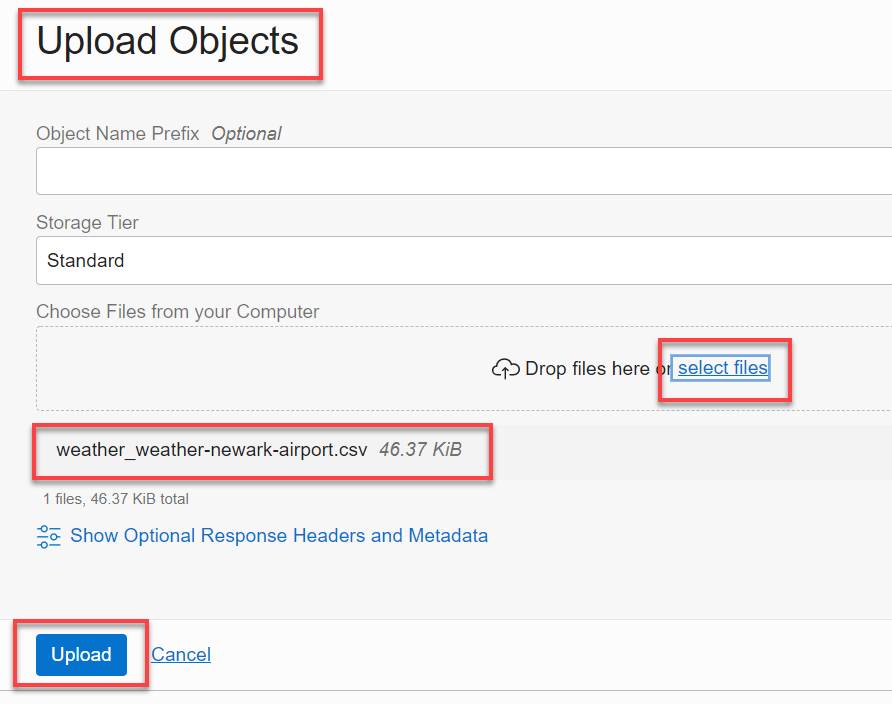 Upload Objects
Object Name Prefix Optional
Storage Tier
Standard
Choose Files from your Computer
Drop files here or select files
weather_weather-newark-airport.csv 46.37 KiB
1 files, 46.37 KiB total
Show Optional Response Headers and Metadata
Upload Cancel